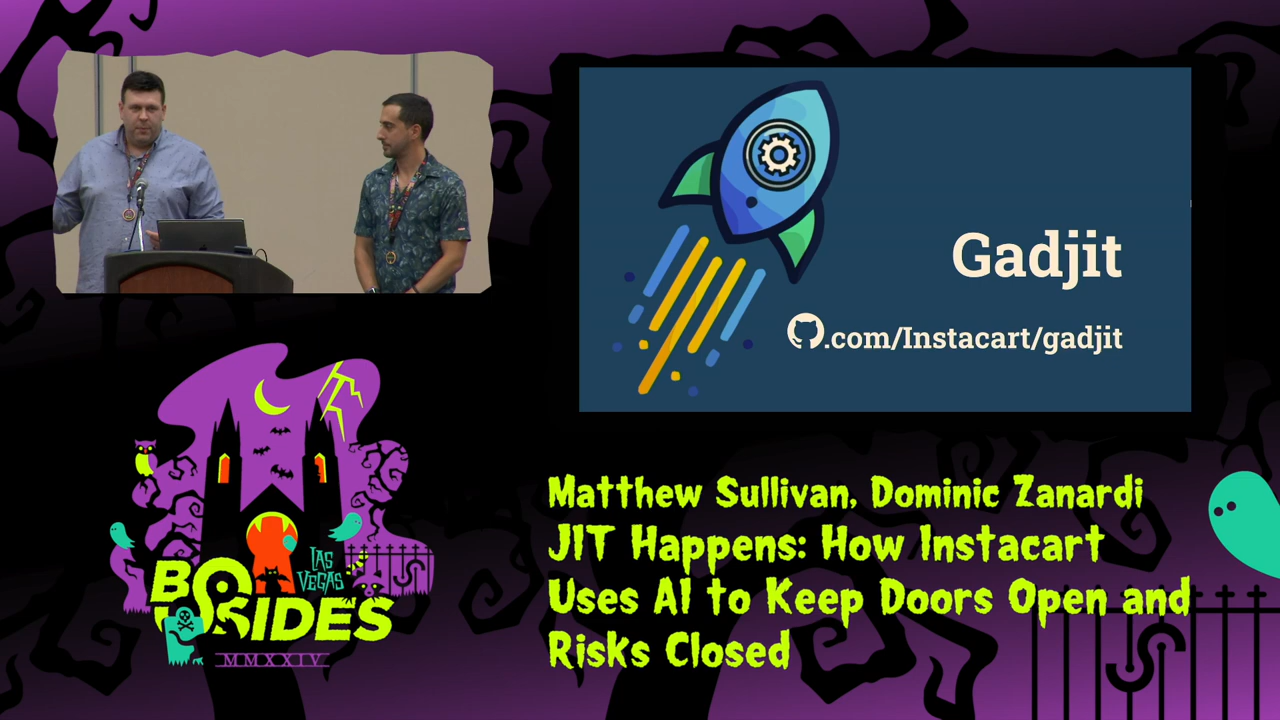 Gadjit
.com/Instacart/gadjit
LAS
VEGAS
BSIDES
MMXXIV
Matthew Sullivan, Dominic Zanardi
JIT Happens: How Instacart
Uses AI to Keep Doors Open and
Risks Closed